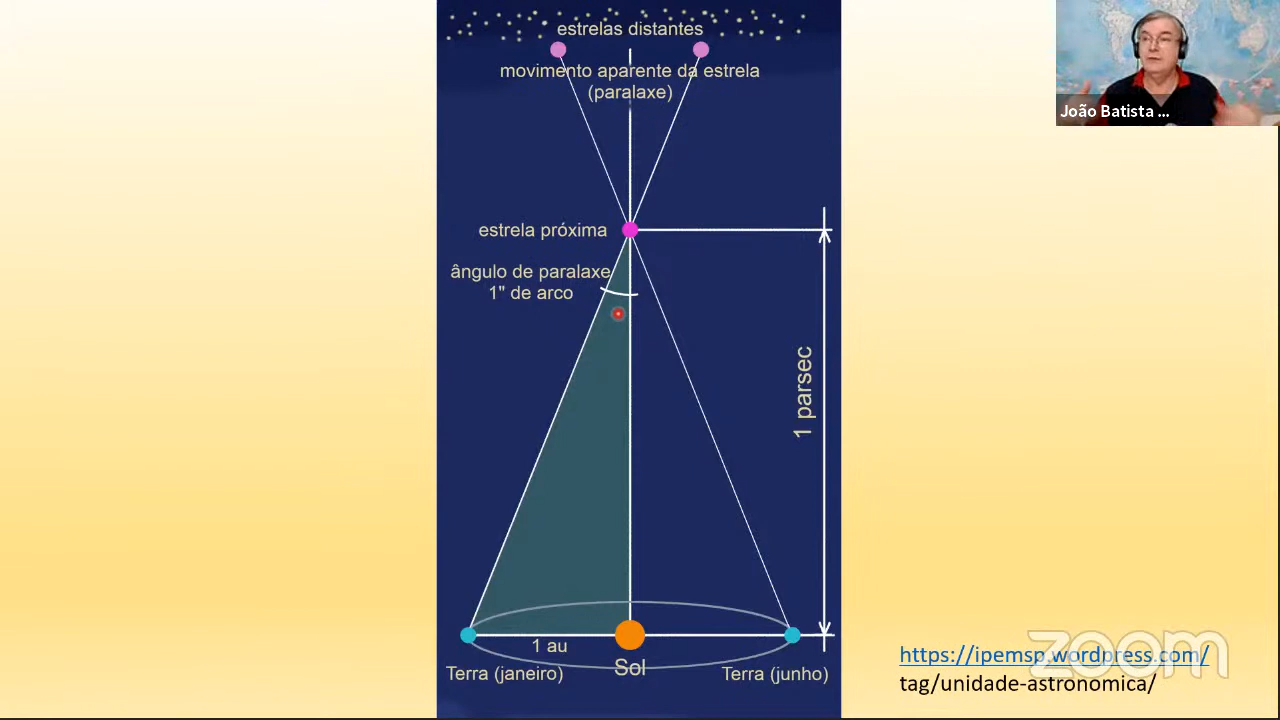 estrelas distantes
movimento aparente da estrela
(paralaxe)
João Batista ...
estrela próxima
ângulo de paralaxe
1" de arco
1 parsec
1 au
Sol
Terra (janeiro)
Terra (junho)
https://ipemsp.wordpress.com/
tag/unidade-astronomica/
zoom